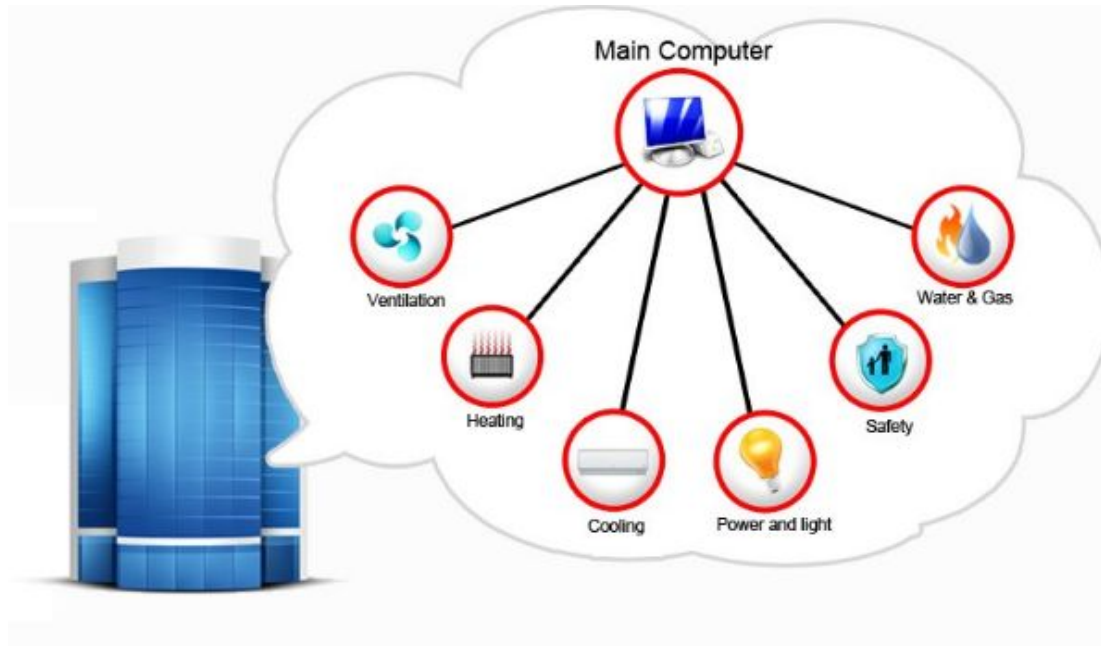 Main Computer
Ventilation
Water & Gas
Heating
Safety
Cooling
Power and light